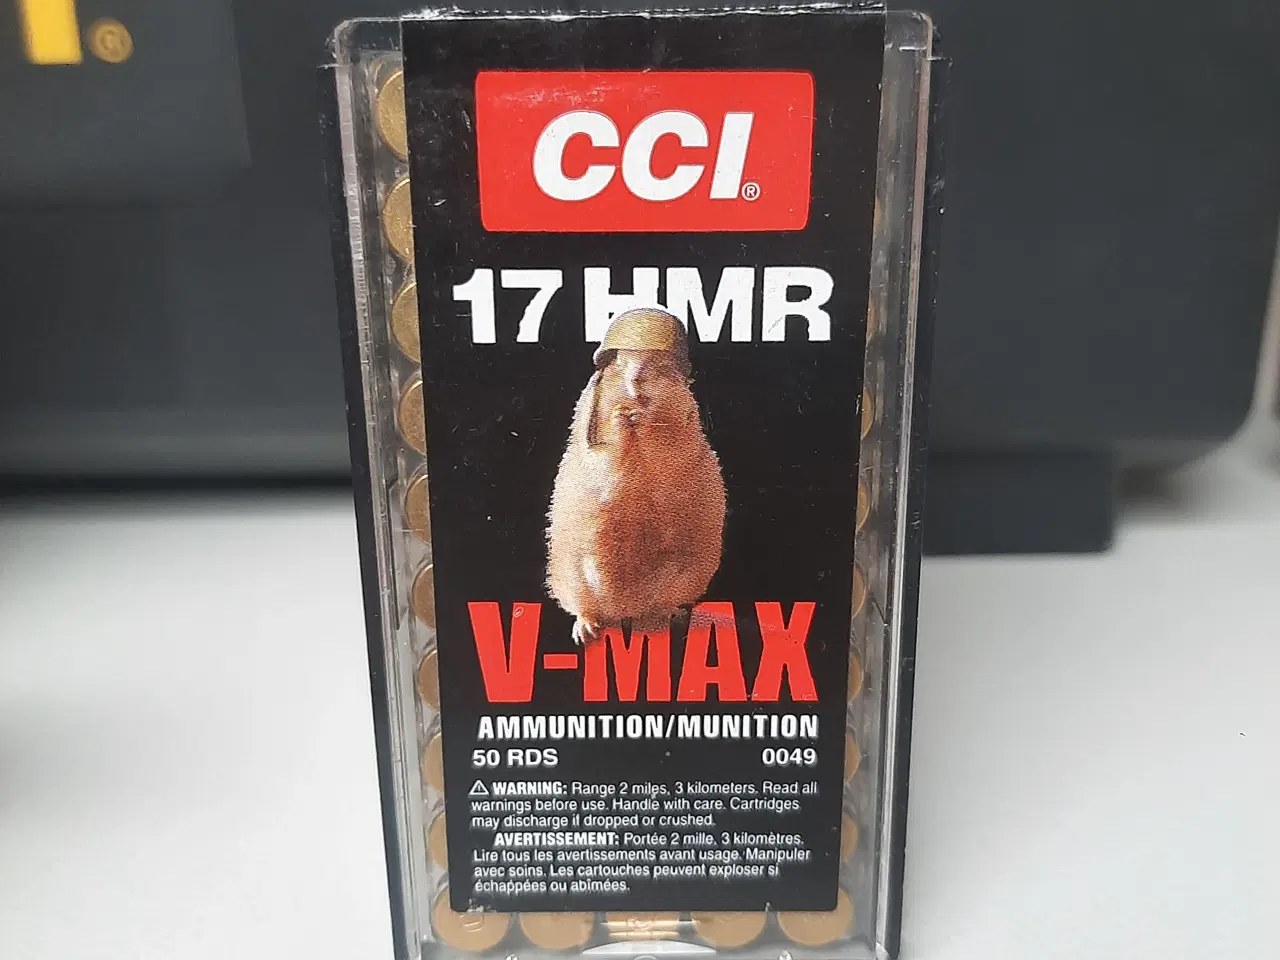 ®
CCI®
17 HMR
V-MAX
AMMUNITION/MUNITION
50 RDS 0049
⚠ WARNING: Range 2 miles, 3 kilometers. Read all
warnings before use. Handle with care. Cartridges
may discharge if dropped or crushed.
AVERTISSEMENT: Portée 2 mille, 3 kilomètres.
Lire tous les avertissements avant usage. Manipuler
avec soins. Les cartouches peuvent exploser si
échappées ou abîmées.